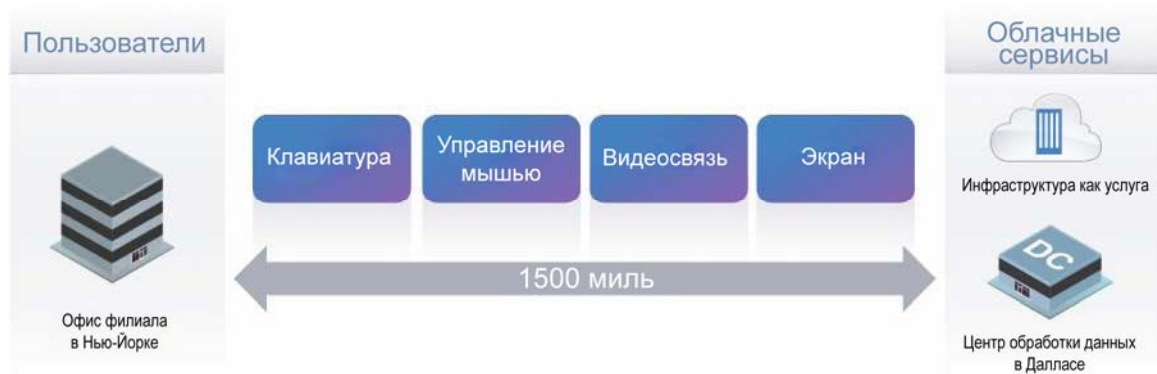 Пользователи
Офис филиала
в Нью-Йорке
Клавиатура
Управление
мышью
Видеосвязь
Экран
1500 миль
Облачные
сервисы
Инфраструктура как услуга
DC
Центр обработки данных
в Далласе